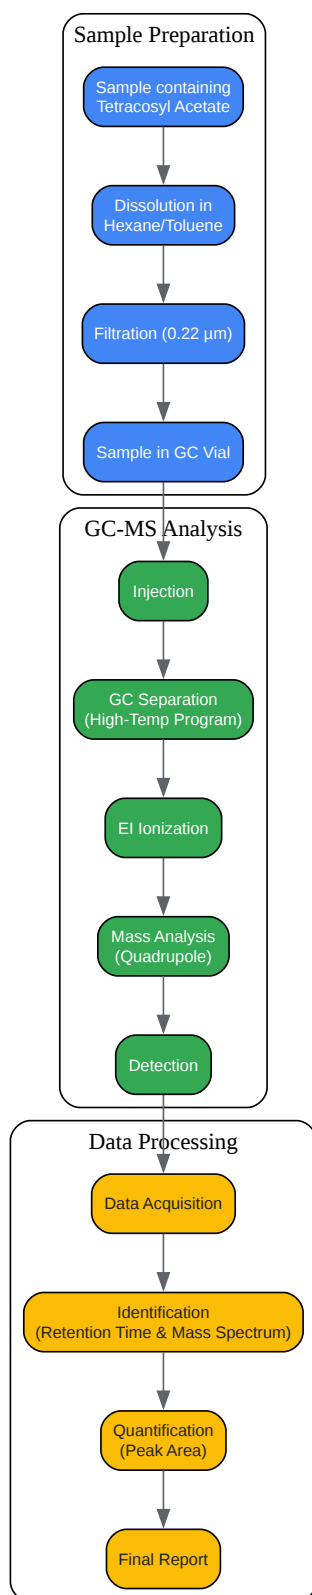 Sample Preparation
Sample containing
Tetracosyl Acetate
Dissolution in
Hexane/Toluene
Filtration (0.22 µm)
Sample in GC Vial
GC-MS Analysis
Injection
GC Separation
(High-Temp Program)
EI Ionization
Mass Analysis
(Quadrupole)
Detection
Data Processing
Data Acquisition
Identification
(Retention Time & Mass Spectrum)
Quantification
(Peak Area)
Final Report